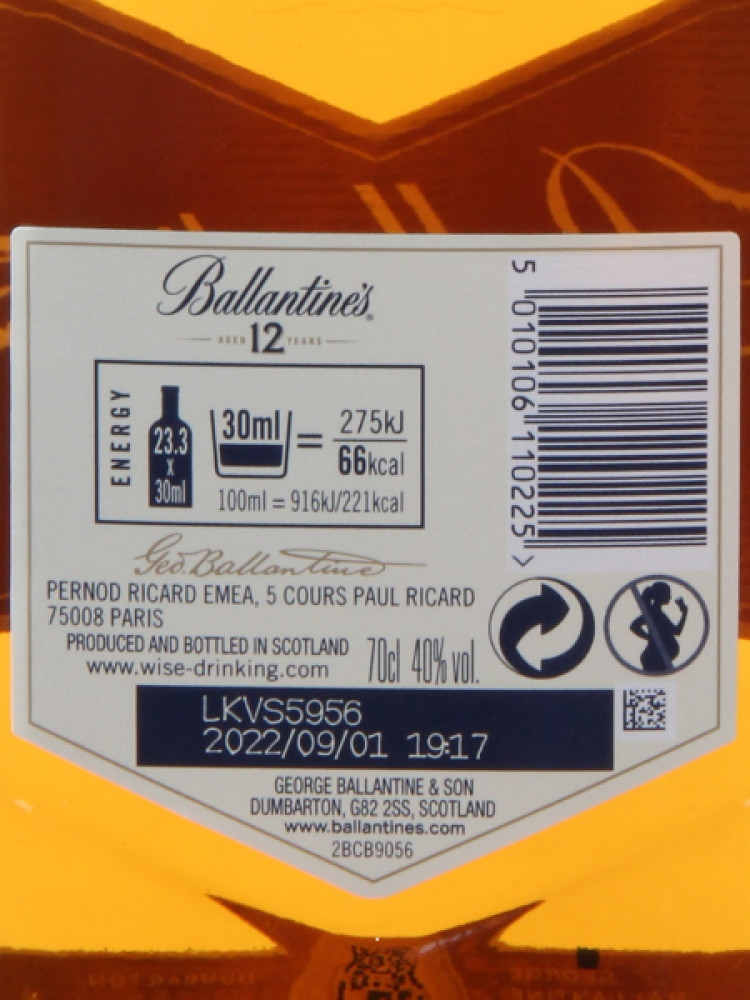 Ballantine's
AGED 12 YEARS
ENERGY
23.3
x
30ml
30ml
=
275kJ
66kcal
100ml = 916kJ/221kcal
5 010106 110225 >
Geo. Ballantine
PERNOD RICARD EMEA, 5 COURS PAUL RICARD
75008 PARIS
PRODUCED AND BOTTLED IN SCOTLAND
www.wise-drinking.com
70cl 40% vol.
LKVS5956
2022/09/01 19:17
GEORGE BALLANTINE & SON
DUMBARTON, G82 2SS, SCOTLAND
www.ballantines.com
2BCB9056